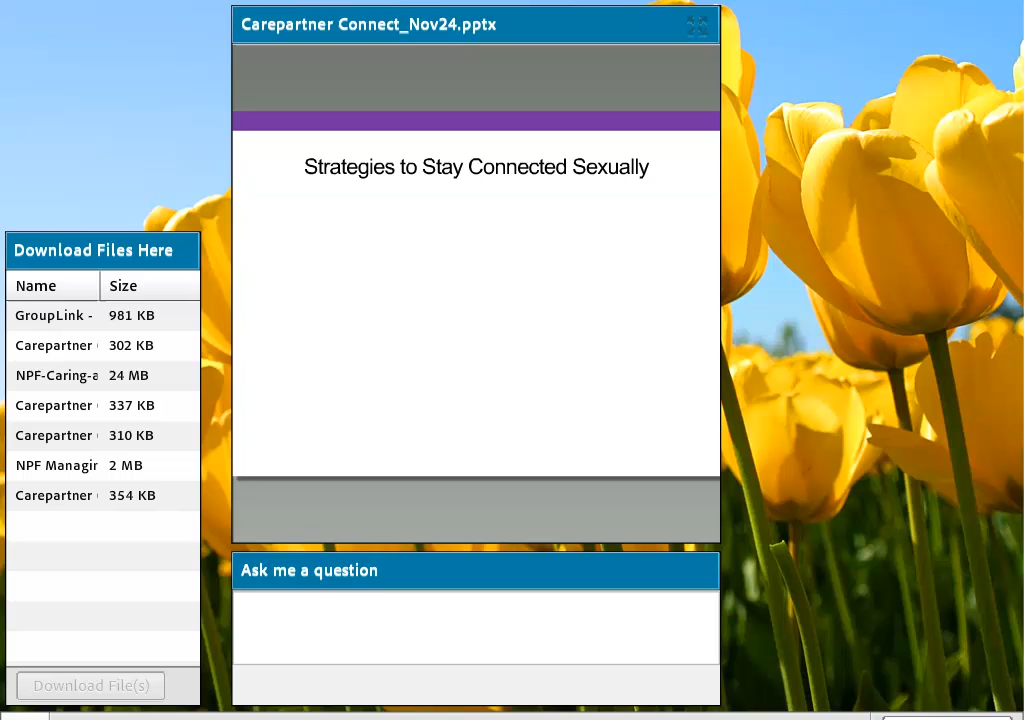 Carepartner Connect_Nov24.pptx
Strategies to Stay Connected Sexually
Download Files Here
Name Size
GroupLink - 981 KB
Carepartner 302 KB
NPF-Caring-a 24 MB
Carepartner 337 KB
Carepartner 310 KB
NPF Managin 2 MB
Carepartner 354 KB
Download File(s)
Ask me a question